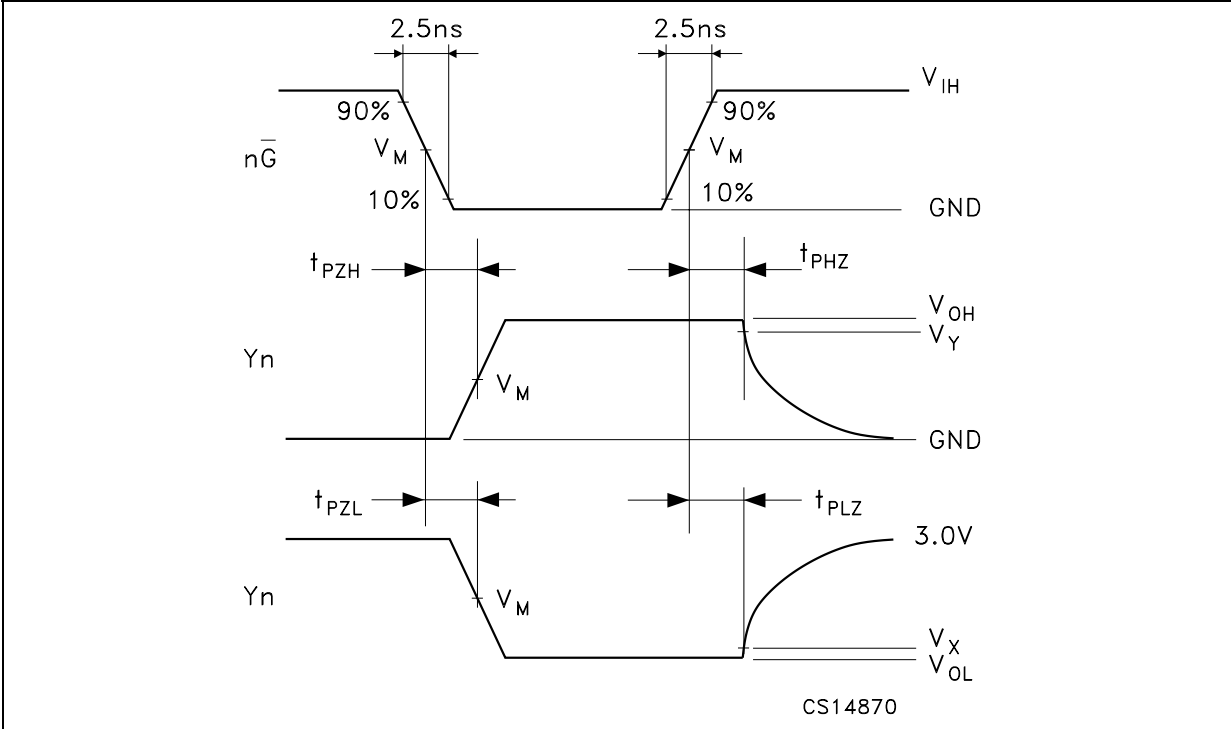 2.5ns 2.5ns
V_IH
90% 90%
nG̅ V_M V_M
10% 10%
GND
t_PZH t_PHZ
V_OH
V_Y
Yn
V_M
GND
t_PZL t_PLZ
3.0V
Yn V_M
V_X
V_OL
CS14870